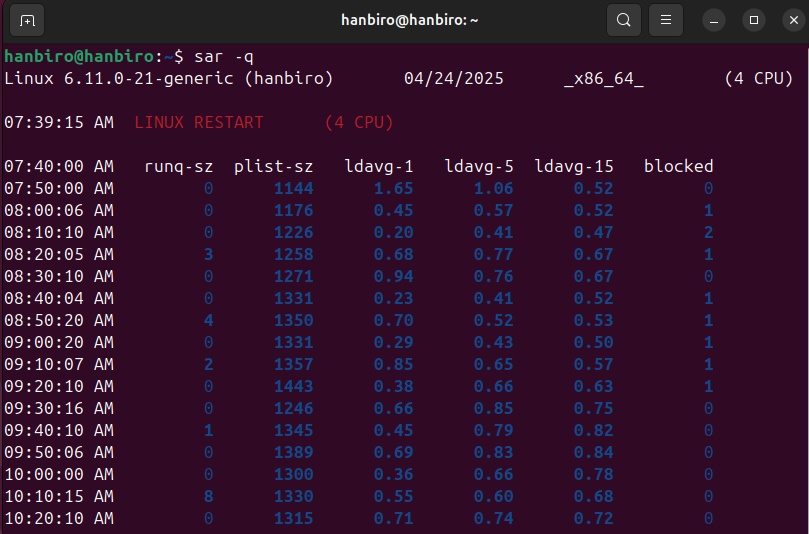 hanbiro@hanbiro: ~
hanbiro@hanbiro:~$ sar -q
Linux 6.11.0-21-generic (hanbiro) 04/24/2025 _x86_64_ (4 CPU)
07:39:15 AM LINUX RESTART (4 CPU)
07:40:00 AM runq-sz plist-sz ldavg-1 ldavg-5 ldavg-15 blocked
07:50:00 AM 0 1144 1.65 1.06 0.52 0
08:00:06 AM 0 1176 0.45 0.57 0.52 1
08:10:10 AM 0 1226 0.20 0.41 0.47 2
08:20:05 AM 3 1258 0.68 0.77 0.67 1
08:30:10 AM 0 1271 0.94 0.76 0.67 0
08:40:04 AM 0 1331 0.23 0.41 0.52 1
08:50:20 AM 4 1350 0.70 0.52 0.53 1
09:00:20 AM 0 1331 0.29 0.43 0.50 1
09:10:07 AM 2 1357 0.85 0.65 0.57 1
09:20:10 AM 0 1443 0.38 0.66 0.63 1
09:30:16 AM 0 1246 0.66 0.85 0.75 0
09:40:10 AM 1 1345 0.45 0.79 0.82 0
09:50:06 AM 0 1389 0.69 0.83 0.84 0
10:00:00 AM 0 1300 0.36 0.66 0.78 0
10:10:15 AM 8 1330 0.55 0.60 0.68 0
10:20:10 AM 0 1315 0.71 0.74 0.72 0